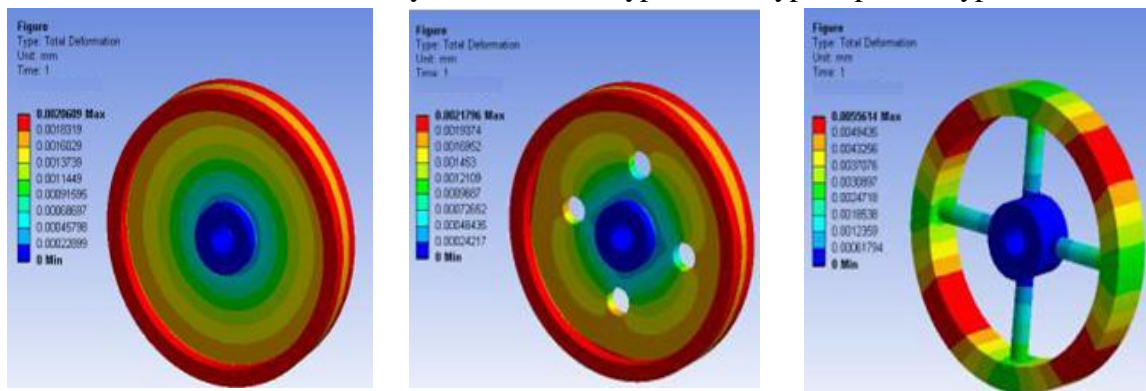 Figure
Type: Total Deformation
Unit: mm
Time: 1
0.0020609 Max
0.0018319
0.0016029
0.0013739
0.0011449
0.00091595
0.00068697
0.00045798
0.00022899
0 Min
Figure
Type: Total Deformation
Unit: mm
Time: 1
0.0021796 Max
0.0019374
0.0016952
0.001453
0.0012109
0.0009687
0.00072652
0.00048435
0.00024217
0 Min
Figure
Type: Total Deformation
Unit: mm
Time: 1
0.0055614 Max
0.0049435
0.0043256
0.0037076
0.0030897
0.0024718
0.0018538
0.0012359
0.00061794
0 Min